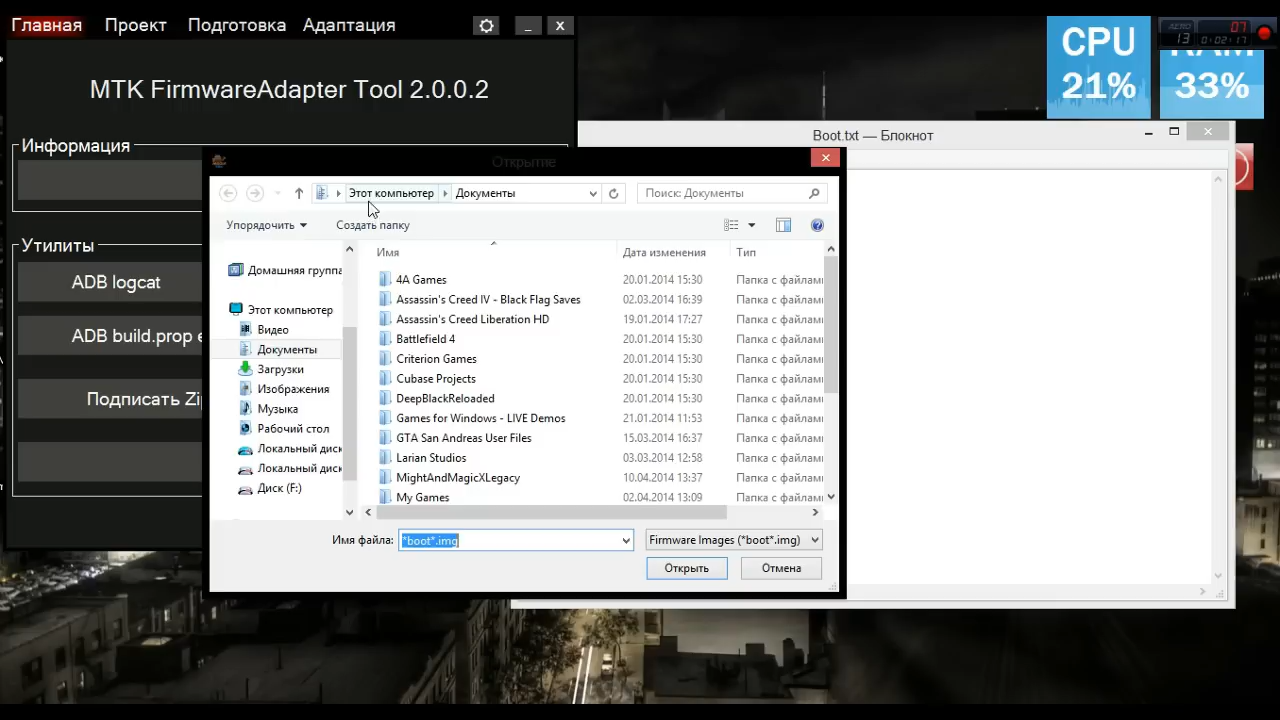 Главная Проект Подготовка Адаптация
_ x
MTK FirmwareAdapter Tool 2.0.0.2
Информация
Утилиты
ADB logcat
ADB build.prop
Подписать Zip
CPU
21%
RAM
33%
AERO
13
07
0:02:17
Boot.txt — Блокнот
Открытие
Этот компьютер Документы
Поиск: Документы
Упорядочить Создать папку
Домашняя группа
Этот компьютер
Видео
Документы
Загрузки
Изображения
Музыка
Рабочий стол
Локальный диск
Локальный диск
Диск (F:)
Имя Дата изменения Тип
4A Games 20.01.2014 15:30 Папка с файлами
Assassin's Creed IV - Black Flag Saves 02.03.2014 16:39 Папка с файлами
Assassin's Creed Liberation HD 19.01.2014 17:27 Папка с файлами
Battlefield 4 20.01.2014 15:30 Папка с файлами
Criterion Games 20.01.2014 15:30 Папка с файлами
Cubase Projects 20.01.2014 15:30 Папка с файлами
DeepBlackReloaded 20.01.2014 15:30 Папка с файлами
Games for Windows - LIVE Demos 21.01.2014 11:53 Папка с файлами
GTA San Andreas User Files 15.03.2014 16:37 Папка с файлами
Larian Studios 03.03.2014 12:58 Папка с файлами
MightAndMagicXLegacy 10.04.2014 13:37 Папка с файлами
My Games 02.04.2014 13:09 Папка с файлами
Имя файла: *boot*.img Firmware Images (*boot*.img)
Открыть Отмена